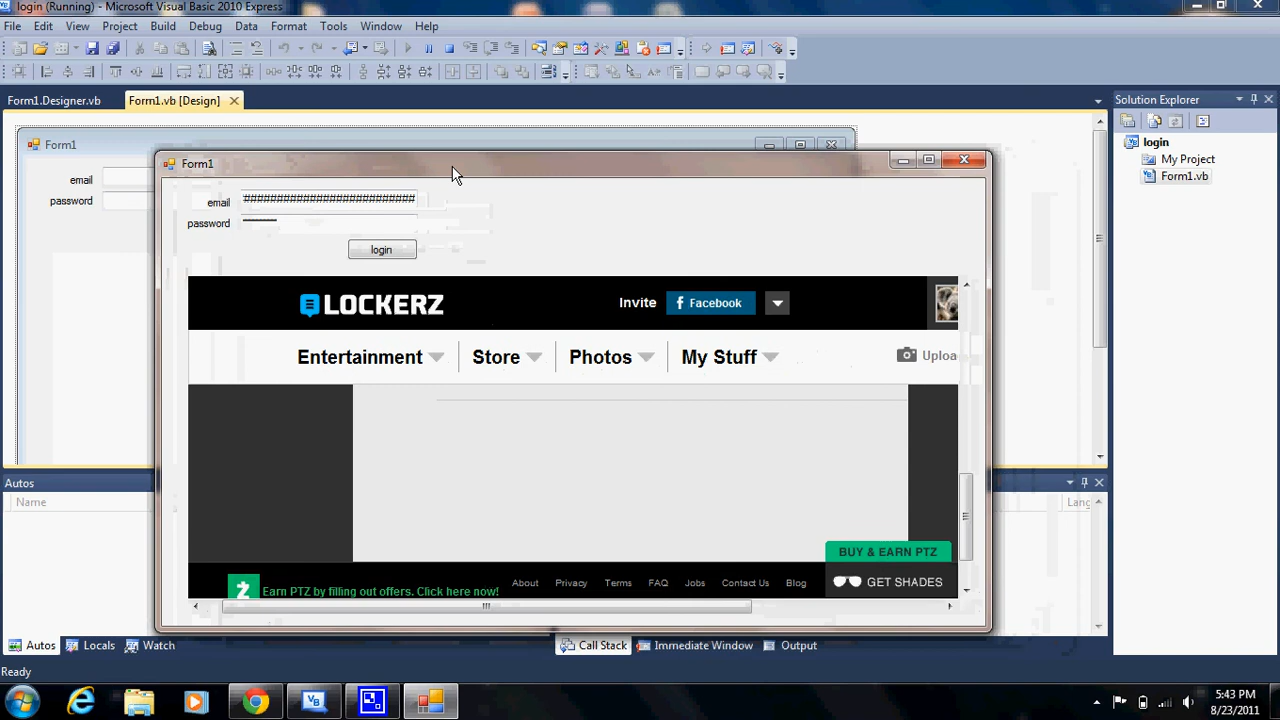 login (Running) - Microsoft Visual Basic 2010 Express
File Edit View Project Build Debug Data Format Tools Window Help
Form1.Designer.vb Form1.vb [Design] Solution Explorer
login
My Project
Form1.vb
Form1
email
password
Form1
email ##########################
password
login
LOCKERZ Invite Facebook
Entertainment Store Photos My Stuff Uploa
BUY & EARN PTZ
Earn PTZ by filling out offers. Click here now! About Privacy Terms FAQ Jobs Contact Us Blog GET SHADES
Autos
Name Lang
Autos Locals Watch Call Stack Immediate Window Output
Ready
5:43 PM
8/23/2011